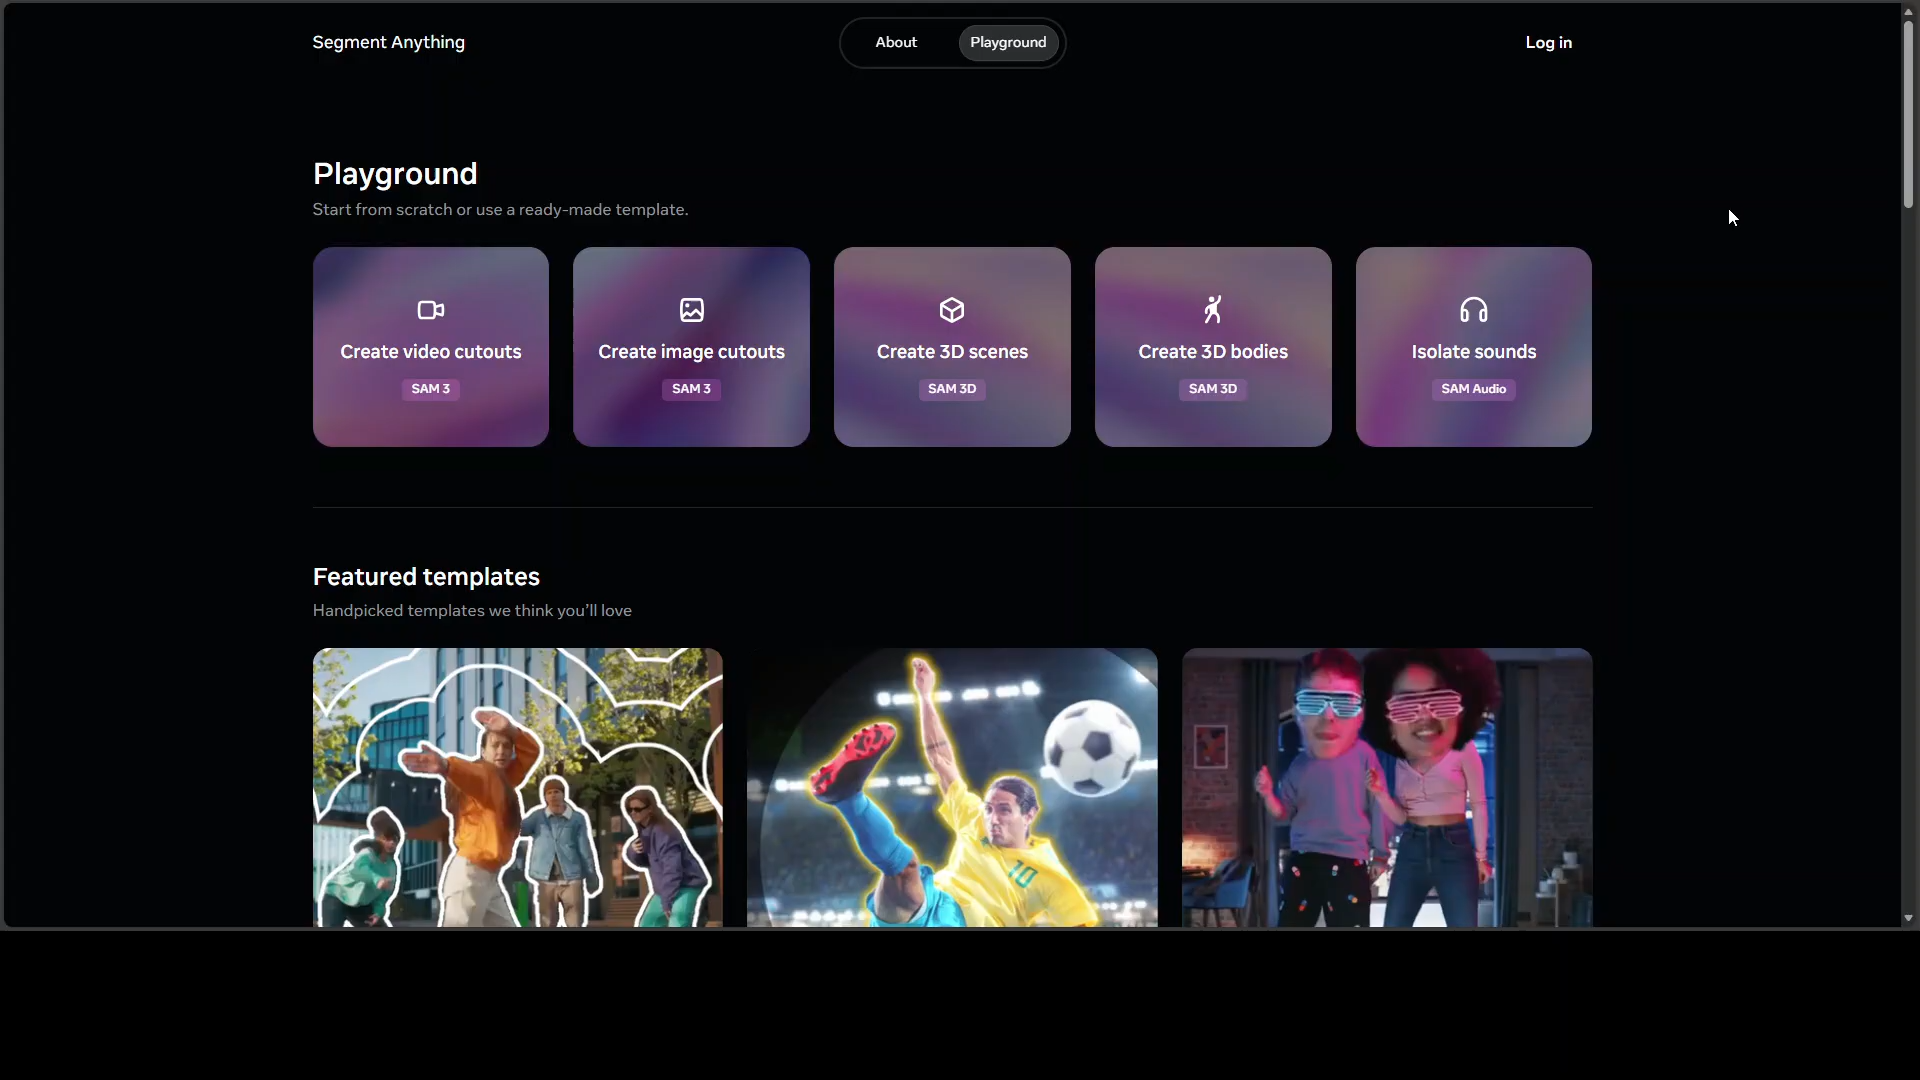 Segment Anything
About
Playground
Log in
Playground
Start from scratch or use a ready-made template.
Create video cutouts
SAM 3
Create image cutouts
SAM 3
Create 3D scenes
SAM 3D
Create 3D bodies
SAM 3D
Isolate sounds
SAM Audio
Featured templates
Handpicked templates we think you’ll love
10